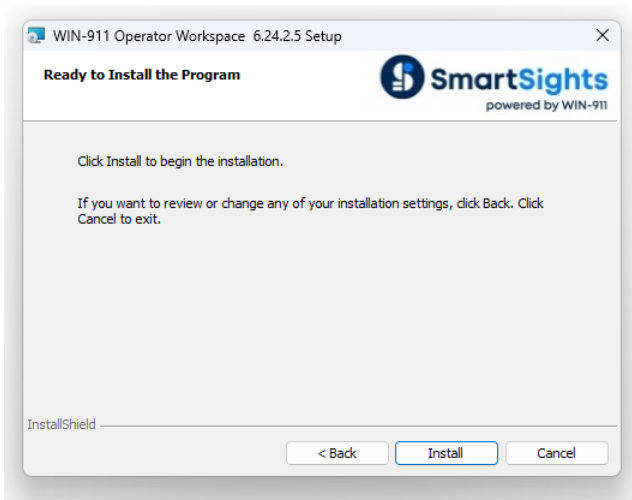 WIN-911 Operator Workspace 6.24.2.5 Setup
Ready to Install the Program
SmartSights
powered by WIN-911
Click Install to begin the installation.
If you want to review or change any of your installation settings, click Back. Click
Cancel to exit.
InstallShield
< Back
Install
Cancel